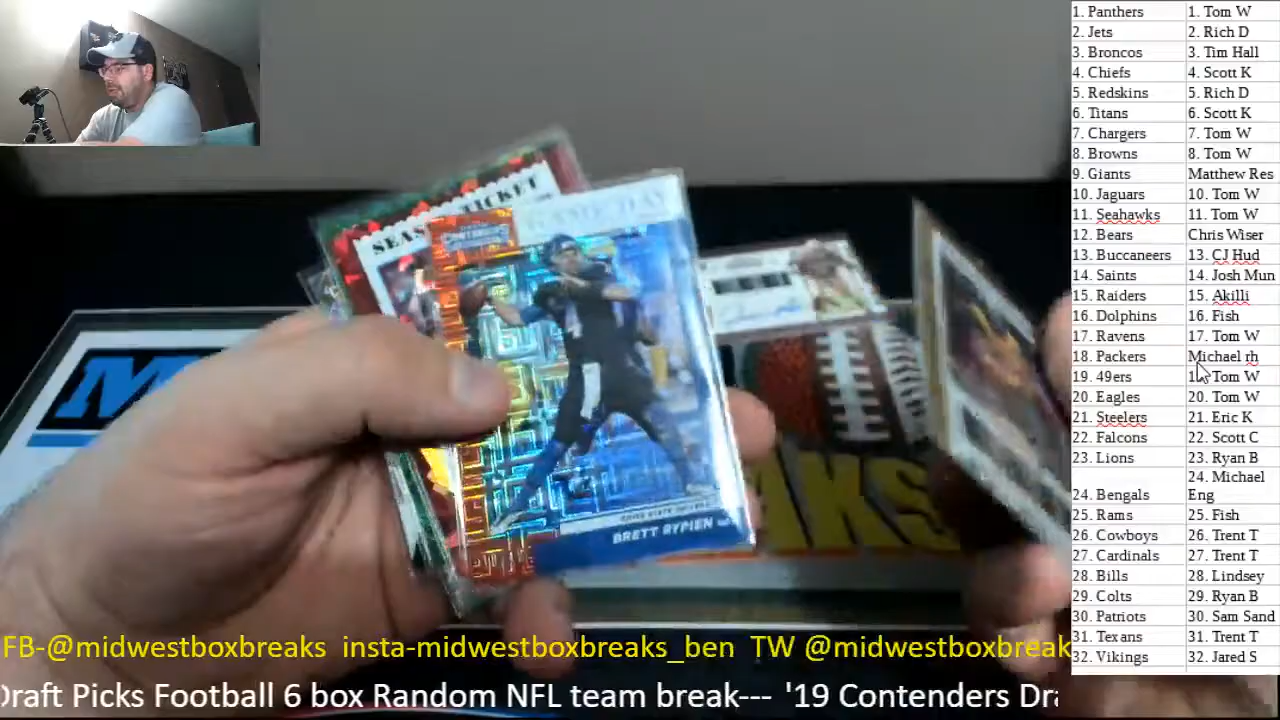 1. Panthers 1. Tom W
2. Jets 2. Rich D
3. Broncos 3. Tim Hall
4. Chiefs 4. Scott K
5. Redskins 5. Rich D
6. Titans 6. Scott K
7. Chargers 7. Tom W
8. Browns 8. Tom W
9. Giants Matthew Res
10. Jaguars 10. Tom W
11. Seahawks 11. Tom W
12. Bears Chris Wiser
13. Buccaneers 13. CJ Hud
14. Saints 14. Josh Mun
15. Raiders 15. Akilli
16. Dolphins 16. Fish
17. Ravens 17. Tom W
18. Packers Michael rh
19. 49ers Tom W
20. Eagles 20. Tom W
21. Steelers 21. Eric K
22. Falcons 22. Scott C
23. Lions 23. Ryan B
24. Michael
24. Bengals Eng
25. Rams 25. Fish
26. Cowboys 26. Trent T
27. Cardinals 27. Trent T
28. Bills 28. Lindsey
29. Colts 29. Ryan B
30. Patriots 30. Sam Sand
31. Texans 31. Trent T
32. Vikings 32. Jared S
TICKET
SEAS
CONTENDERS
BRETT RYPIEN
M
AKS
FB-@midwestboxbreaks insta-midwestboxbreaks_ben TW @midwestboxbreak
Draft Picks Football 6 box Random NFL team break--- '19 Contenders Dra